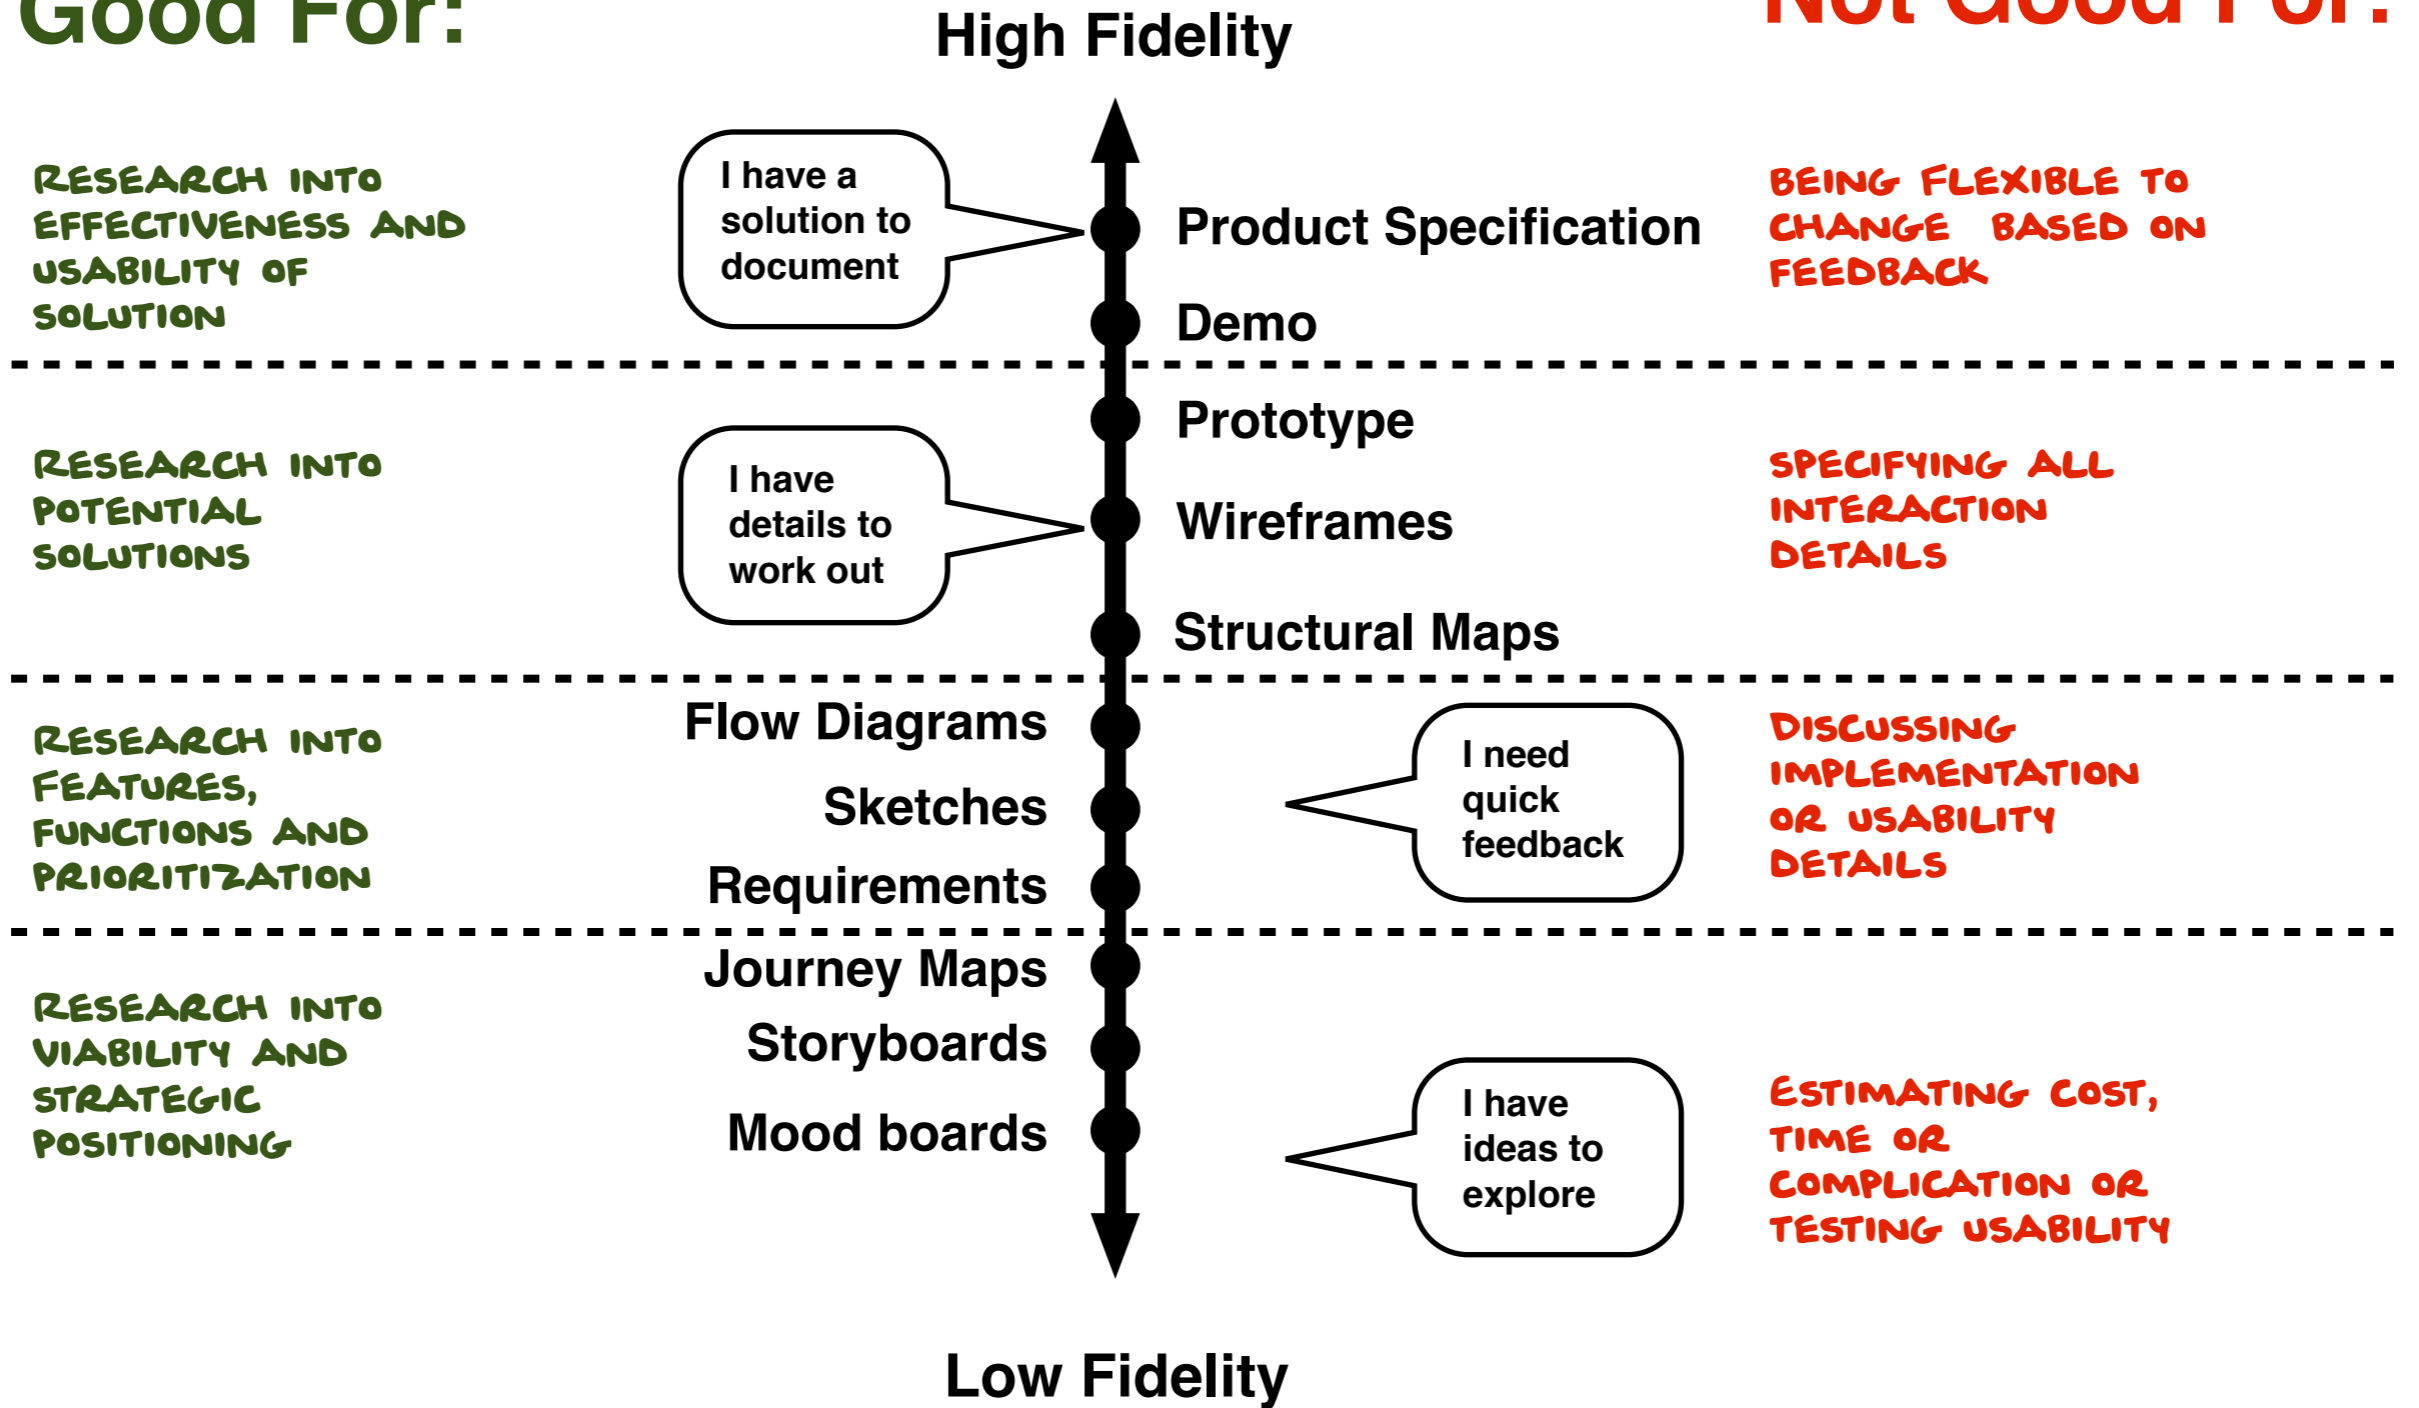 Good For:
High Fidelity
Not Good For:
RESEARCH INTO
EFFECTIVENESS AND
USABILITY OF
SOLUTION
I have a
solution to
document
Product Specification
Demo
BEING FLEXIBLE TO
CHANGE BASED ON
FEEDBACK
RESEARCH INTO
POTENTIAL
SOLUTIONS
I have
details to
work out
Prototype
Wireframes
Structural Maps
SPECIFYING ALL
INTERACTION
DETAILS
RESEARCH INTO
FEATURES,
FUNCTIONS AND
PRIORITIZATION
Flow Diagrams
Sketches
Requirements
I need
quick
feedback
DISCUSSING
IMPLEMENTATION
OR USABILITY
DETAILS
RESEARCH INTO
VIABILITY AND
STRATEGIC
POSITIONING
Journey Maps
Storyboards
Mood boards
I have
ideas to
explore
ESTIMATING COST,
TIME OR
COMPLICATION OR
TESTING USABILITY
Low Fidelity